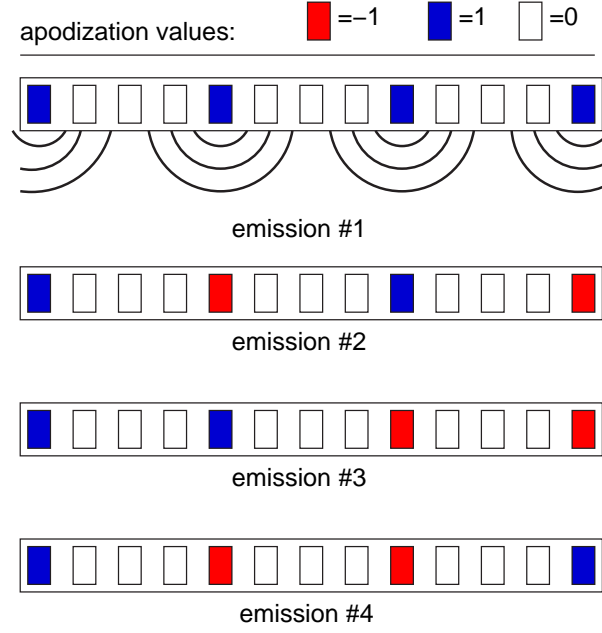 apodization values: =−1 =1 =0
emission #1
emission #2
emission #3
emission #4